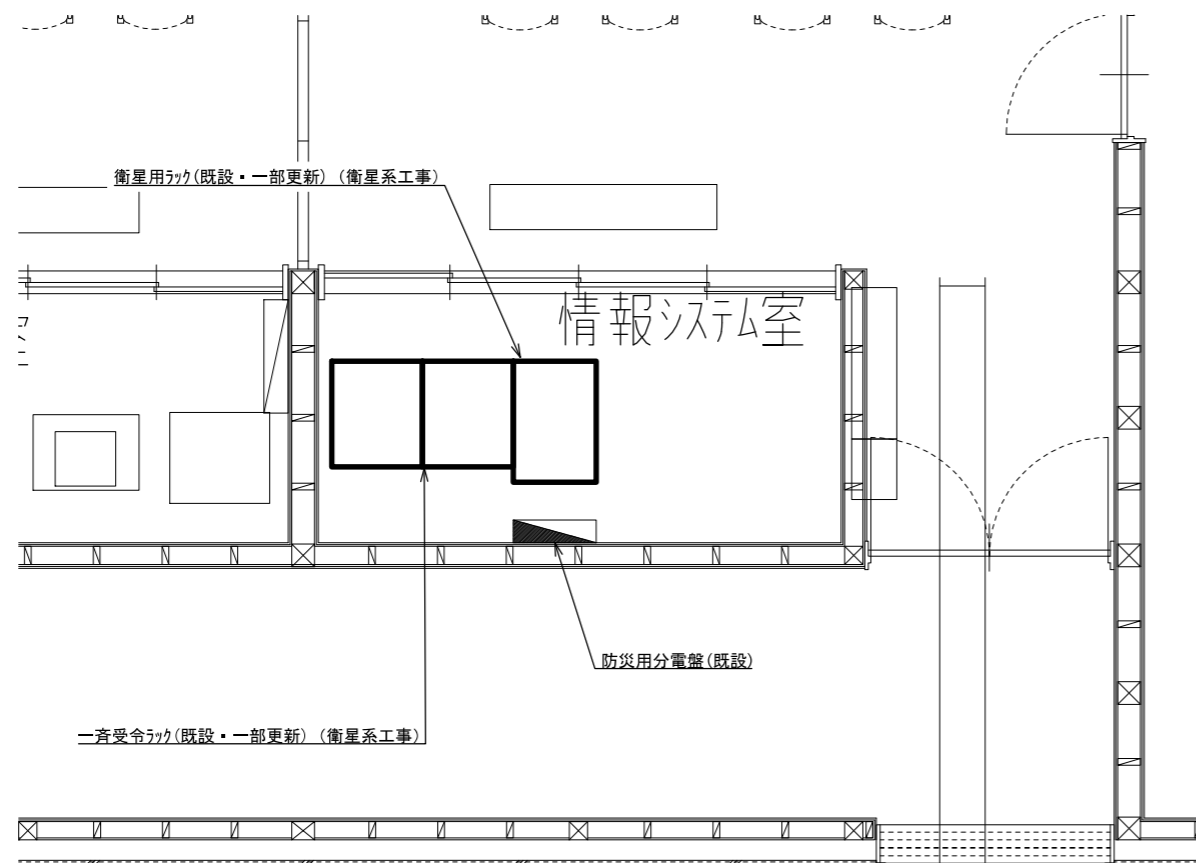 衛星用ﾗｯｸ(既設・一部更新)（衛星系工事）
情報システム室
防災用分電盤(既設)
一斉受令ﾗｯｸ(既設・一部更新)（衛星系工事）